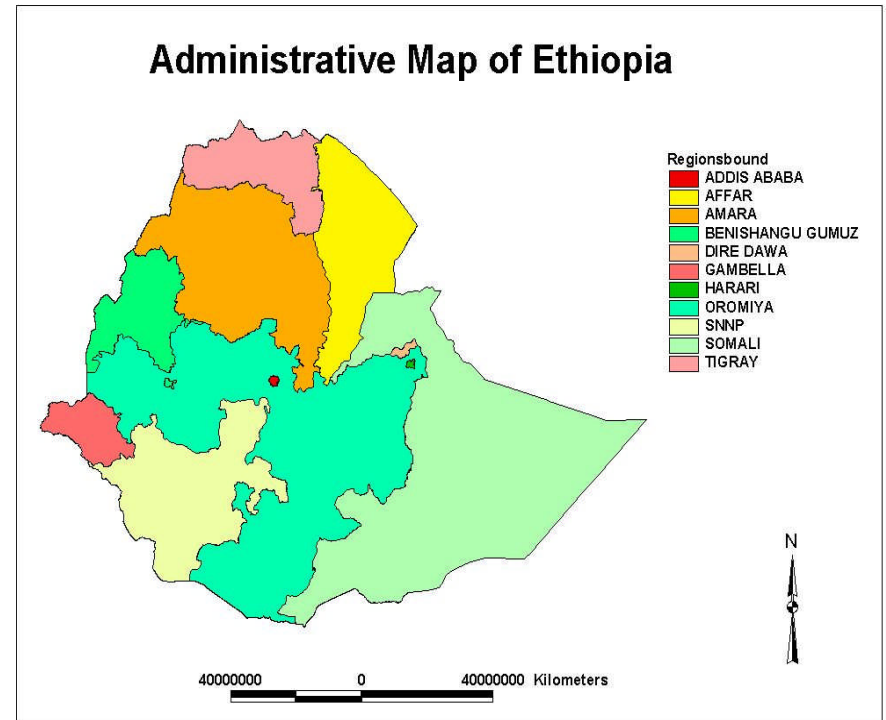 Administrative Map of Ethiopia
Regionsbound
ADDIS ABABA
AFFAR
AMARA
BENISHANGU GUMUZ
DIRE DAWA
GAMBELLA
HARARI
OROMIYA
SNNP
SOMALI
TIGRAY
N
40000000 0 40000000 Kilometers